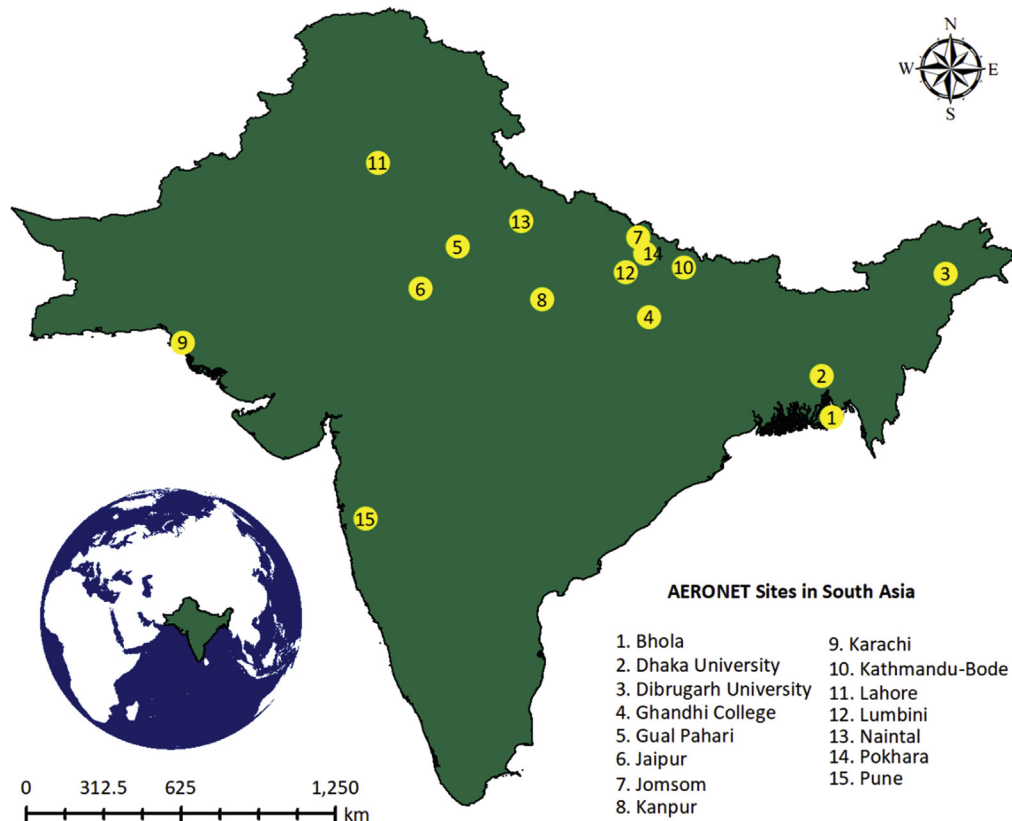 N
W E
S
11
13
7
5
14
10
12
3
6
8
4
9
2
1
15
AERONET Sites in South Asia
1. Bhola
2. Dhaka University
3. Dibrugarh University
4. Ghandhi College
5. Gual Pahari
6. Jaipur
7. Jomsom
8. Kanpur
9. Karachi
10. Kathmandu-Bode
11. Lahore
12. Lumbini
13. Naintal
14. Pokhara
15. Pune
0 312.5 625 1,250
km